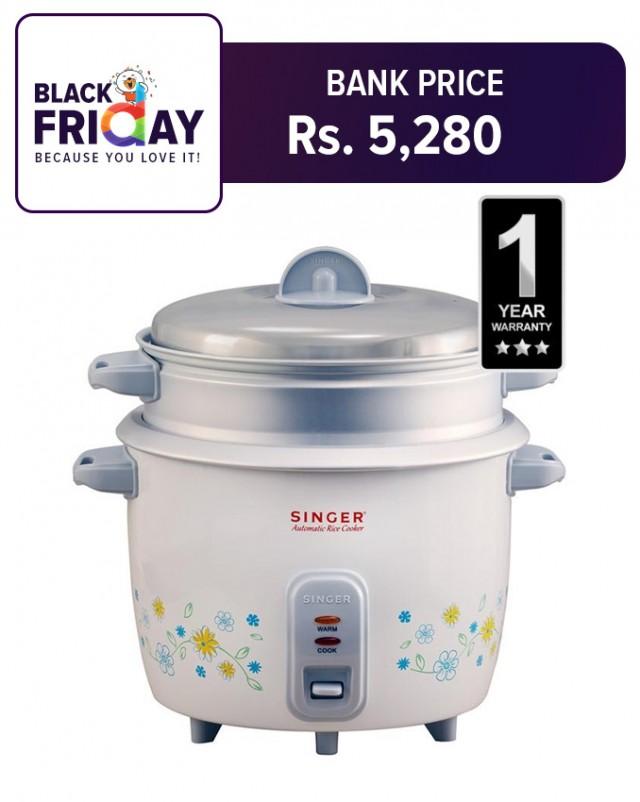 BLACK
FRIDAY
BECAUSE YOU LOVE IT!
BANK PRICE
Rs. 5,280
1
YEAR
WARRANTY
SINGER
SINGER
Automatic Rice Cooker
SINGER
WARM
COOK